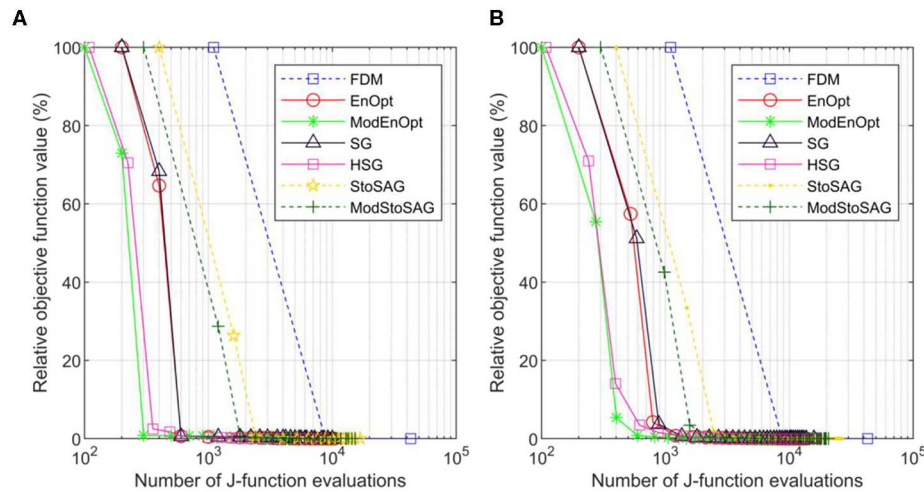 A
Relative objective function value (%)
100
80
60
40
20
0
10^2
10^3
10^4
10^5
Number of J-function evaluations
FDM
EnOpt
ModEnOpt
SG
HSG
StoSAG
ModStoSAG
B
Relative objective function value (%)
100
80
60
40
20
0
10^2
10^3
10^4
10^5
Number of J-function evaluations
FDM
EnOpt
ModEnOpt
SG
HSG
StoSAG
ModStoSAG